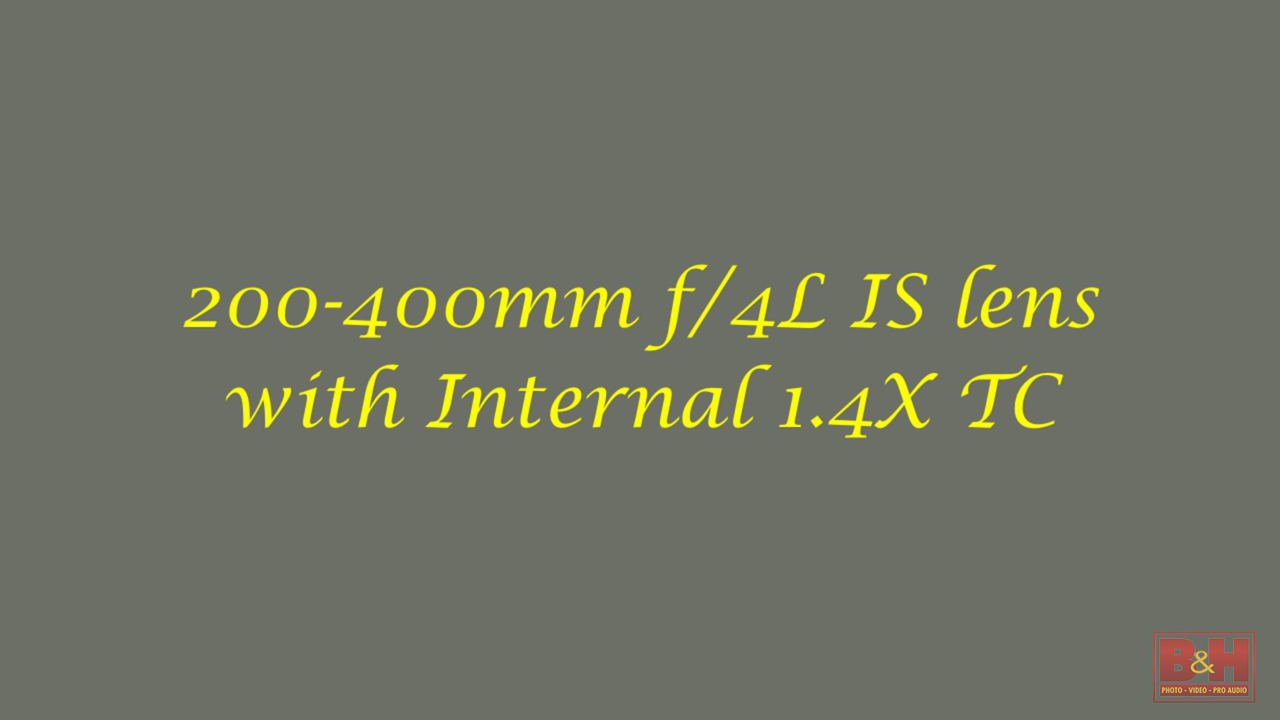 200-400mm f/4L IS lens
with Internal 1.4X TC
B&H
PHOTO - VIDEO - PRO AUDIO